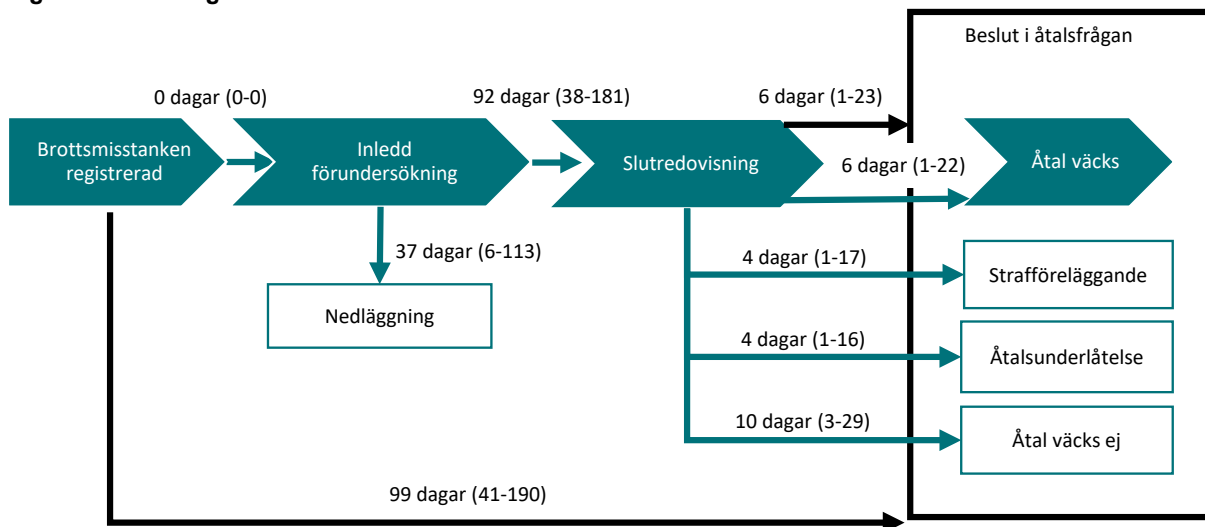 Beslut i åtalsfrågan
0 dagar (0-0)
92 dagar (38-181)
6 dagar (1-23)
Brottsmisstanken
registrerad
Inledd
förundersökning
Slutredovisning
6 dagar (1-22)
Åtal väcks
37 dagar (6-113)
Nedläggning
4 dagar (1-17)
Strafföreläggande
4 dagar (1-16)
Åtalsunderlåtelse
10 dagar (3-29)
Åtal väcks ej
99 dagar (41-190)